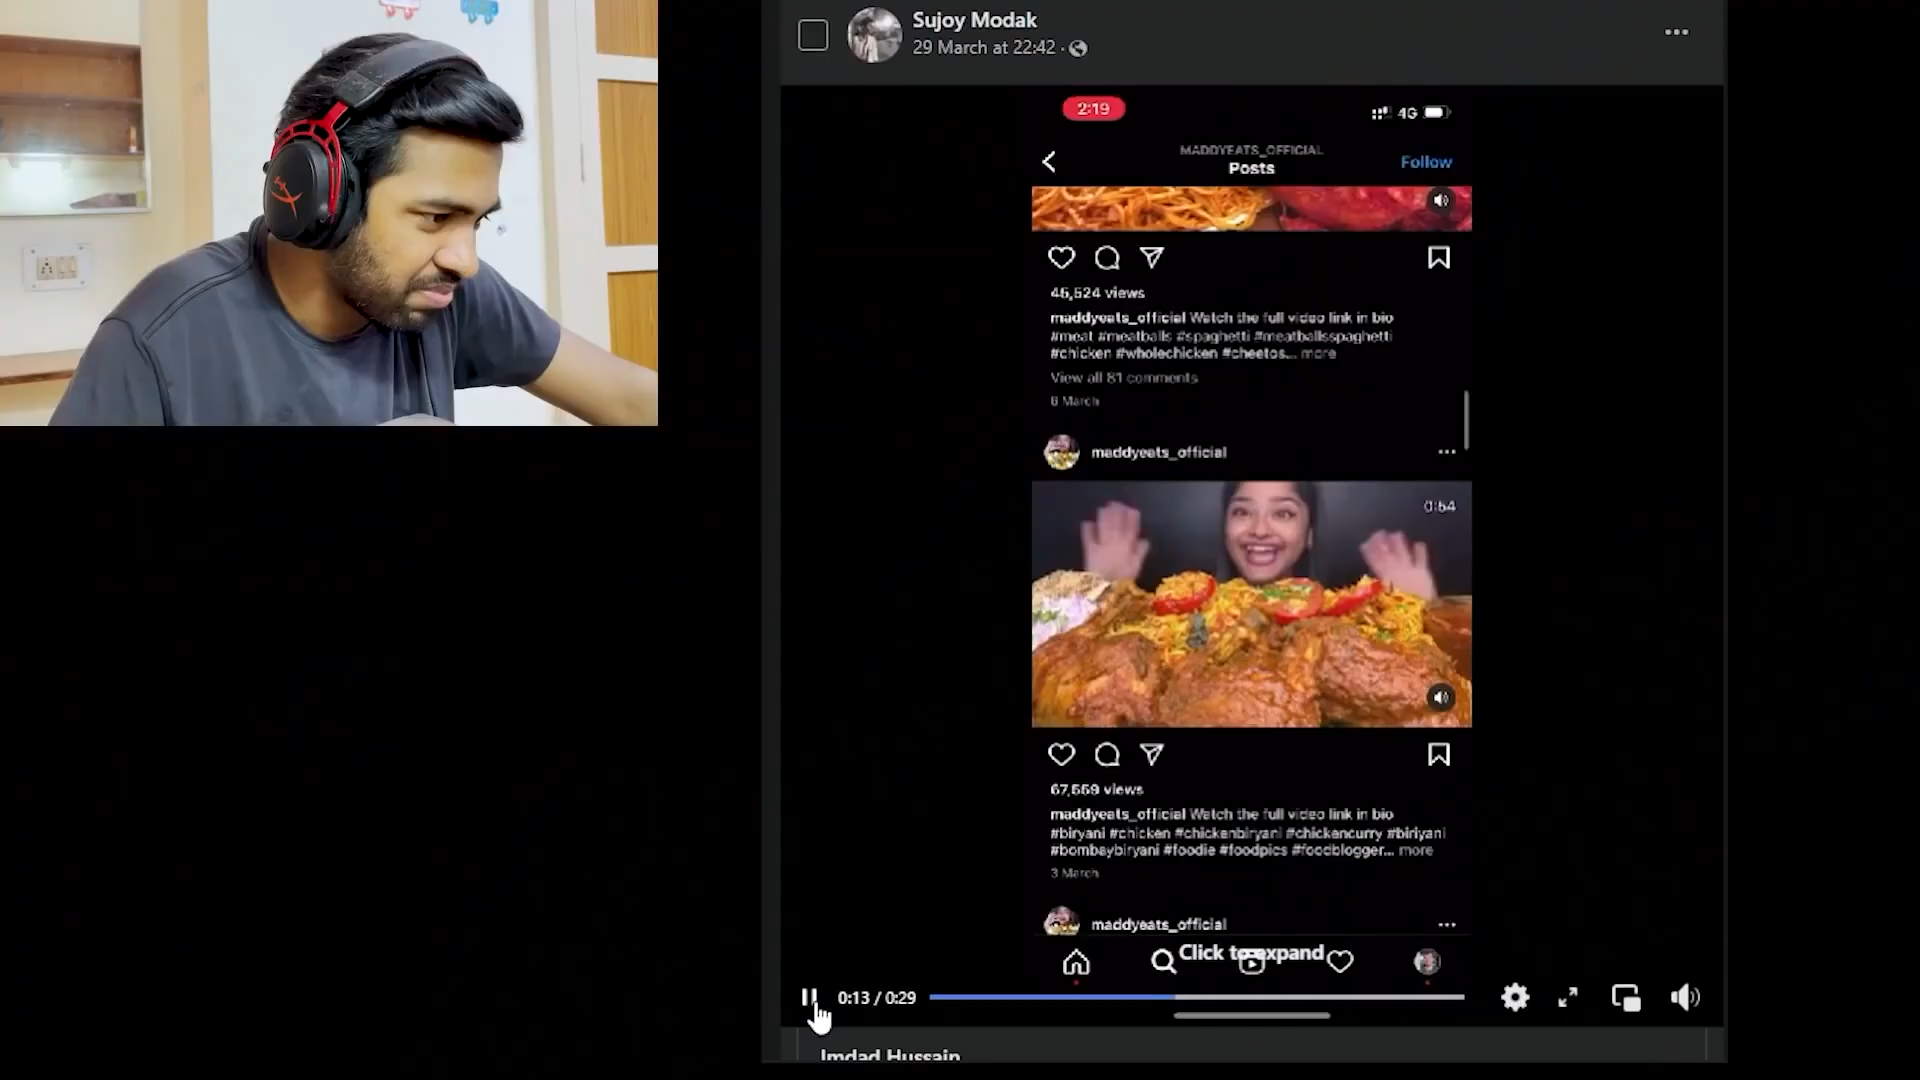 Sujoy Modak
29 March at 22:42
2:19
4G
MADDYEATS_OFFICIAL
Posts
Follow
45,524 views
maddyeats_official Watch the full video link in bio
#meat #meatballs #spaghetti #meatballsspaghetti
#chicken #wholechicken #cheetos... more
View all 81 comments
6 March
maddyeats_official
0:54
67,559 views
maddyeats_official Watch the full video link in bio
#biryani #chicken #chickenbiryani #chickencurry #biriyani
#bombaybiryani #foodie #foodpics #foodblogger... more
3 March
maddyeats_official
Click to expand
0:13 / 0:29
Imdad Hussain